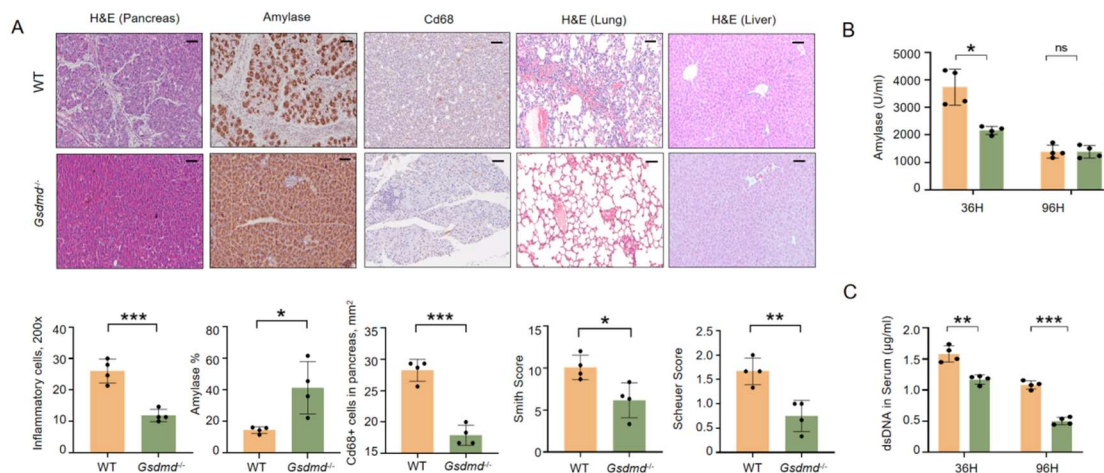 A
H&E (Pancreas)
Amylase
Cd68
H&E (Lung)
H&E (Liver)
WT
Gsdmd-/-
Inflammatory cells, 200x
40
30
20
10
0
***
WT
Gsdmd-/-
Amylase %
80
60
40
20
0
*
WT
Gsdmd-/-
Cd68+ cells in pancreas, mm²
35
30
25
20
15
***
WT
Gsdmd-/-
Smith Score
15
10
5
0
*
WT
Gsdmd-/-
Scheuer Score
2.5
2.0
1.5
1.0
0.5
0.0
**
WT
Gsdmd-/-
B
Amylase (U/ml)
5000
4000
3000
2000
1000
0
*
ns
36H
96H
C
dsDNA in Serum (µg/ml)
2.0
1.5
1.0
0.5
0.0
**
***
36H
96H